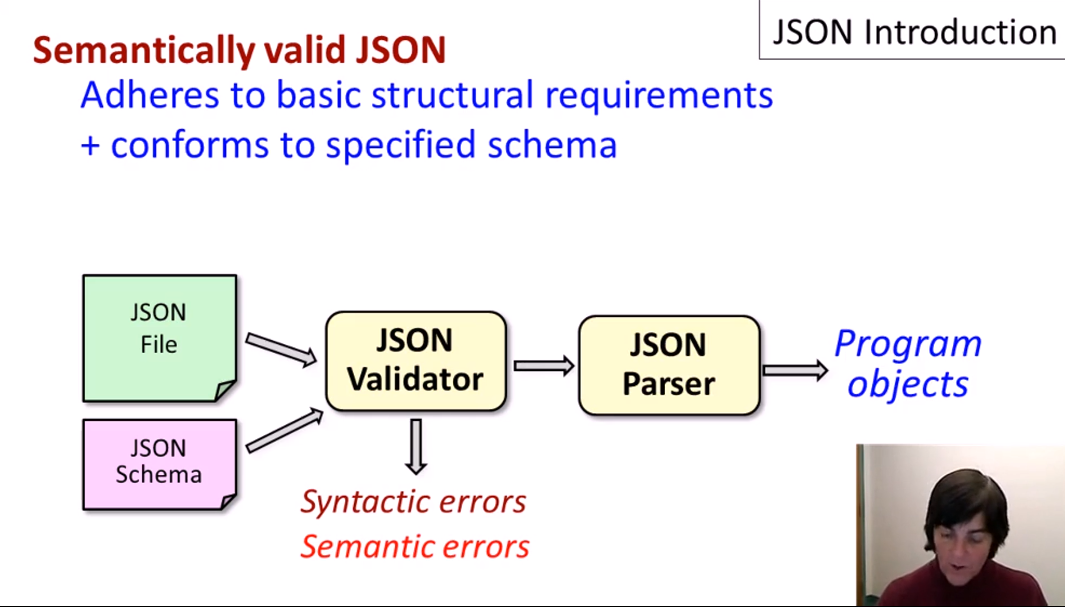 JSON Introduction
Semantically valid JSON
Adheres to basic structural requirements
+ conforms to specified schema
JSON
File
JSON
Schema
JSON
Validator
JSON
Parser
Program
objects
Syntactic errors
Semantic errors